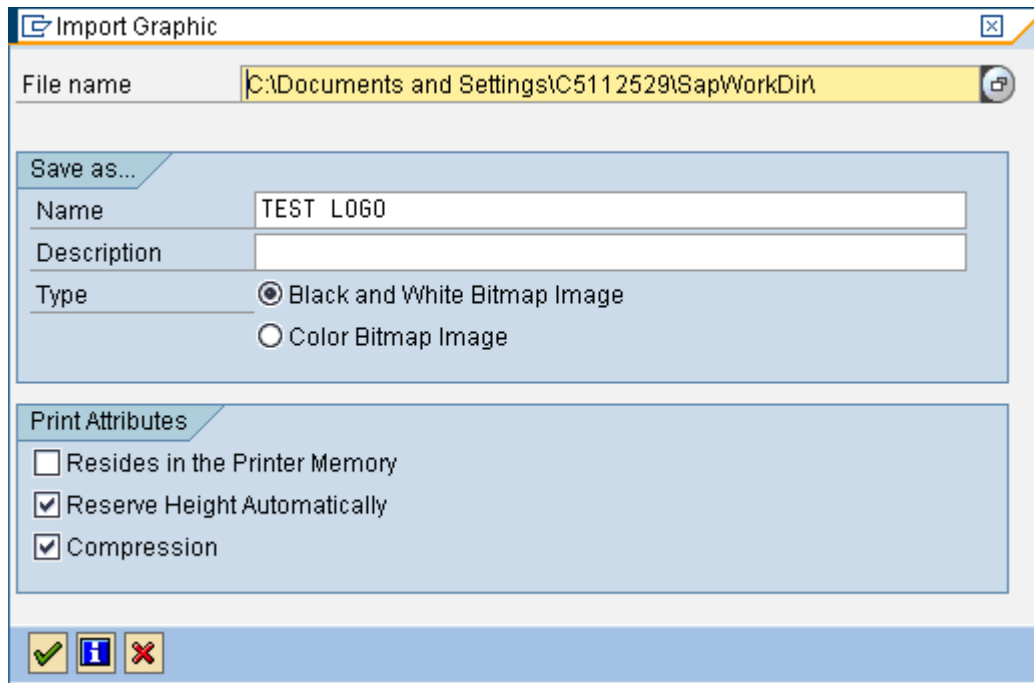 Import Graphic
File name C:\Documents and Settings\C5112529\SapWorkDir\
Save as...
Name TEST LOGO
Description
Type Black and White Bitmap Image
Color Bitmap Image
Print Attributes
Resides in the Printer Memory
Reserve Height Automatically
Compression